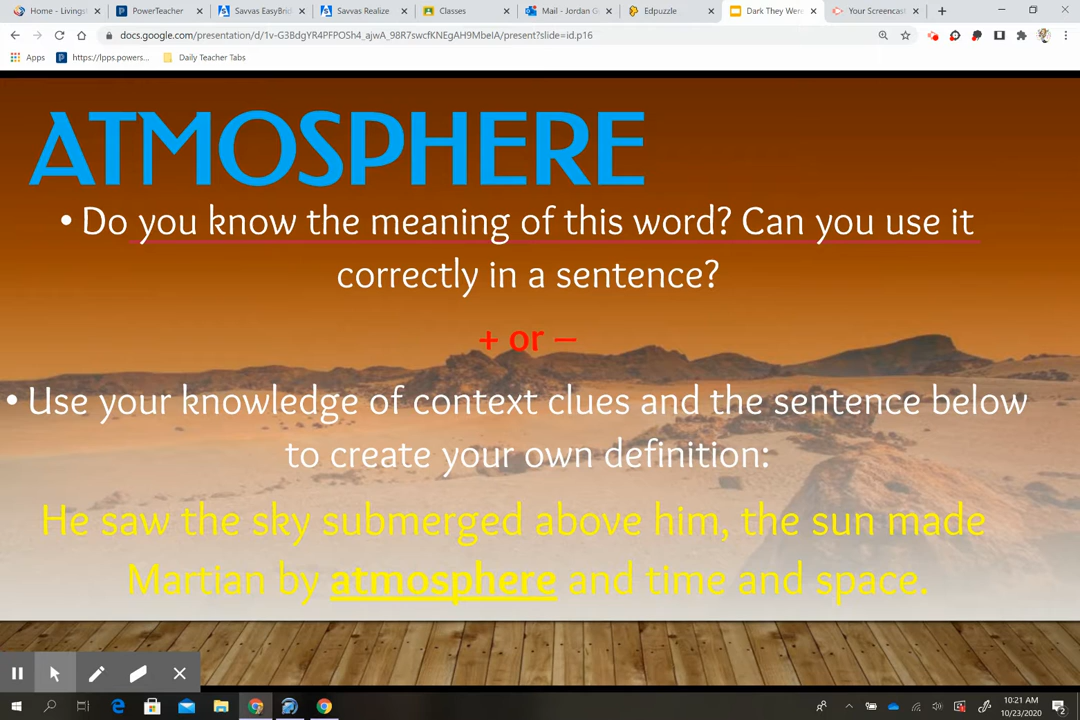 Home - Livings
PowerTeacher
Savvas EasyBrid
Savvas Realize
Classes
Mail - Jordan G
Edpuzzle
Dark They Were
Your Screencas
docs.google.com/presentation/d/1v-G3BdgYR4PFPOSh4_ajwA_98R7swcfKNEgAH9MbeIA/present?slide=id.p16
Apps
https://lpps.powers...
Daily Teacher Tabs
ATMOSPHERE
• Do you know the meaning of this word? Can you use it
correctly in a sentence?
+ or –
• Use your knowledge of context clues and the sentence below
to create your own definition:
He saw the sky submerged above him, the sun made
Martian by atmosphere and time and space.
10:21 AM
10/23/2020
2